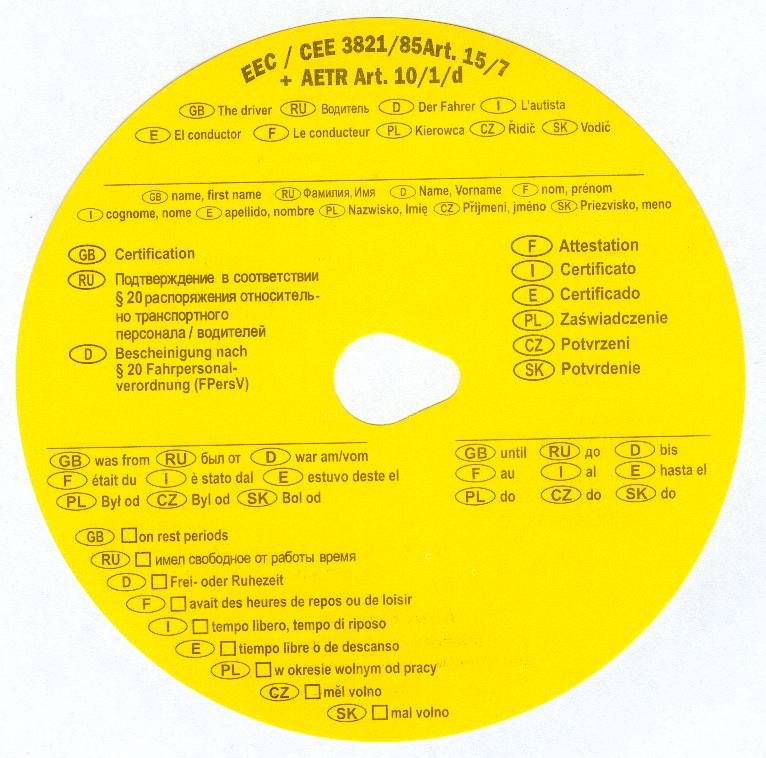 EEC / CEE 3821/85Art. 15/7
+ AETR Art. 10/1/d
GB The driver RU Водитель D Der Fahrer I L'autista
E El conductor F Le conducteur PL Kierowca CZ Řidič SK Vodič
GB name, first name RU Фамилия, Имя D Name, Vorname F nom, prénom
I cognome, nome E apellido, nombre PL Nazwisko, Imię CZ Přijmeni, jméno SK Priezvisko, meno
GB Certification
RU Подтверждение в соответствии
§ 20 распоряжения относитель-
но транспортного
персонала / водителей
D Bescheinigung nach
§ 20 Fahrpersonal-
verordnung (FPersV)
F Attestation
I Certificato
E Certificado
PL Zaświadczenie
CZ Potvrzeni
SK Potvrdenie
GB was from RU был от D war am/vom
F était du I è stato dal E estuvo deste el
PL Był od CZ Byl od SK Bol od
GB until RU до D bis
F au I al E hasta el
PL do CZ do SK do
GB on rest periods
RU имел свободное от работы время
D Frei- oder Ruhezeit
F avait des heures de repos ou de loisir
I tempo libero, tempo di riposo
E tiempo libre o de descanso
PL w okresie wolnym od pracy
CZ měl volno
SK mal volno